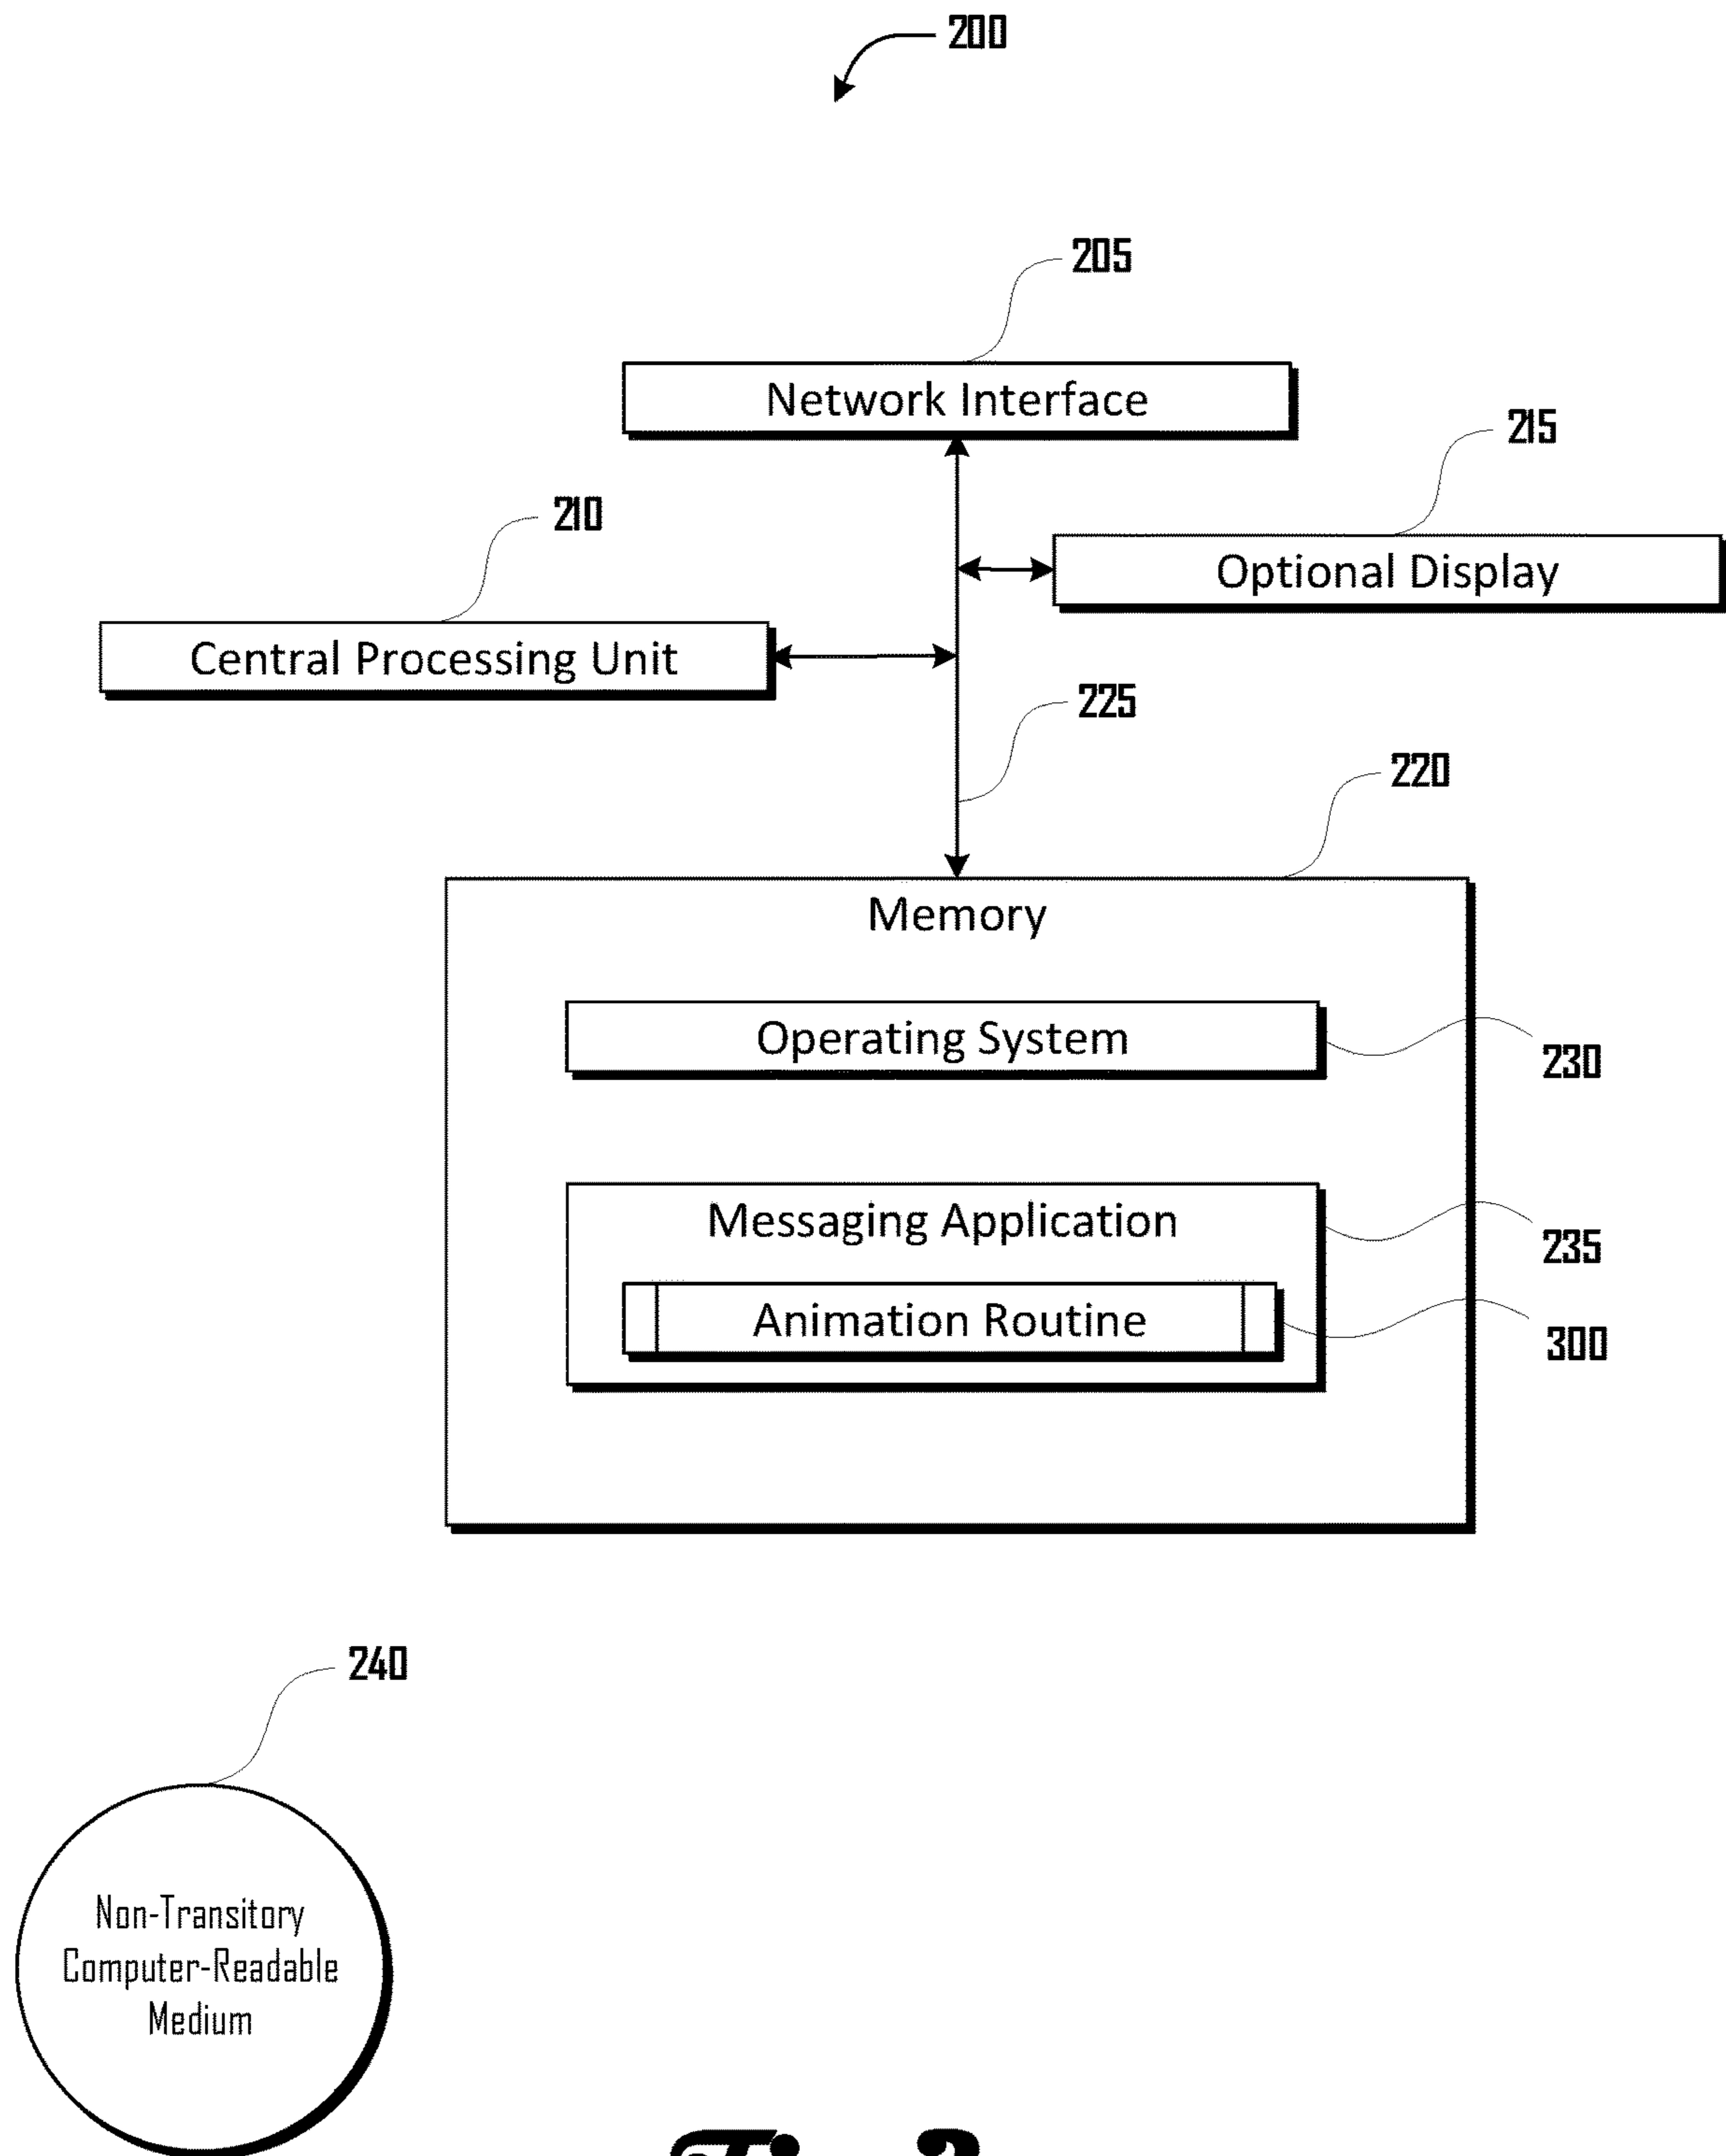 200
205
Network Interface
215
210
Optional Display
Central Processing Unit
225
220
Memory
Operating System
230
Messaging Application
235
Animation Routine
300
240
Non-Transitory
Computer-Readable
Medium